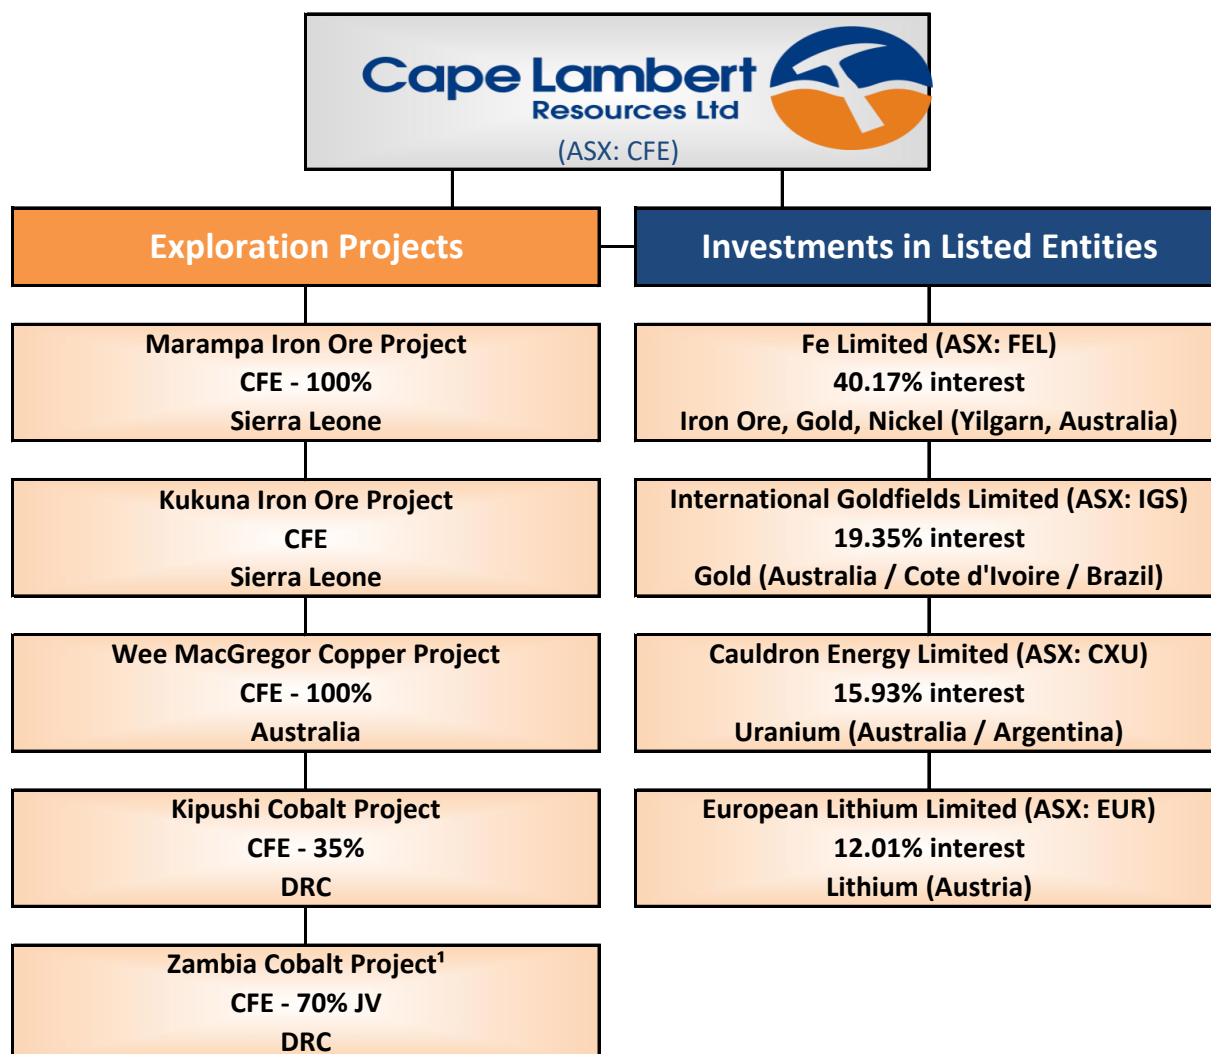 Cape Lambert
Resources Ltd
(ASX: CFE)
Exploration Projects
Marampa Iron Ore Project
CFE - 100%
Sierra Leone
Kukuna Iron Ore Project
CFE
Sierra Leone
Wee MacGregor Copper Project
CFE - 100%
Australia
Kipushi Cobalt Project
CFE - 35%
DRC
Zambia Cobalt Project¹
CFE - 70% JV
DRC
Investments in Listed Entities
Fe Limited (ASX: FEL)
40.17% interest
Iron Ore, Gold, Nickel (Yilgarn, Australia)
International Goldfields Limited (ASX: IGS)
19.35% interest
Gold (Australia / Cote d'Ivoire / Brazil)
Cauldron Energy Limited (ASX: CXU)
15.93% interest
Uranium (Australia / Argentina)
European Lithium Limited (ASX: EUR)
12.01% interest
Lithium (Austria)